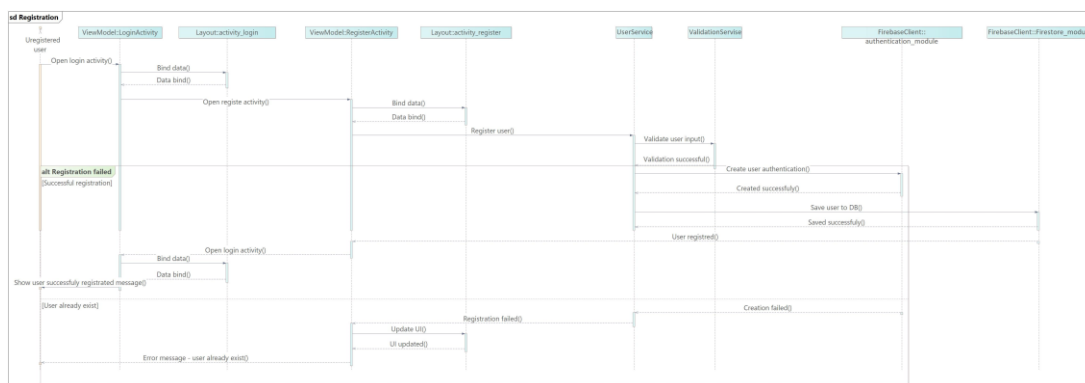 sd Registration
Unregistered
user
ViewModel::LoginActivity
Layout::activity_login
ViewModel::RegisterActivity
Layout::activity_register
UserService
ValidationServise
FirebaseClient::
authentication_module
FirebaseClient::Firestore_modu
Open login activity()
Bind data()
Data bind()
Open registe activity()
Bind data()
Data bind()
Register user()
Validate user input()
Validation successful()
alt Registration failed
Create user authentication()
[Successful registration]
Created successfuly()
Save user to DB()
Saved successfuly()
User registred()
Open login activity()
Bind data()
Data bind()
Show user successfuly registrated message()
[User already exist]
Creation failed()
Registration failed()
Update UI()
UI updated()
Error message - user already exist()